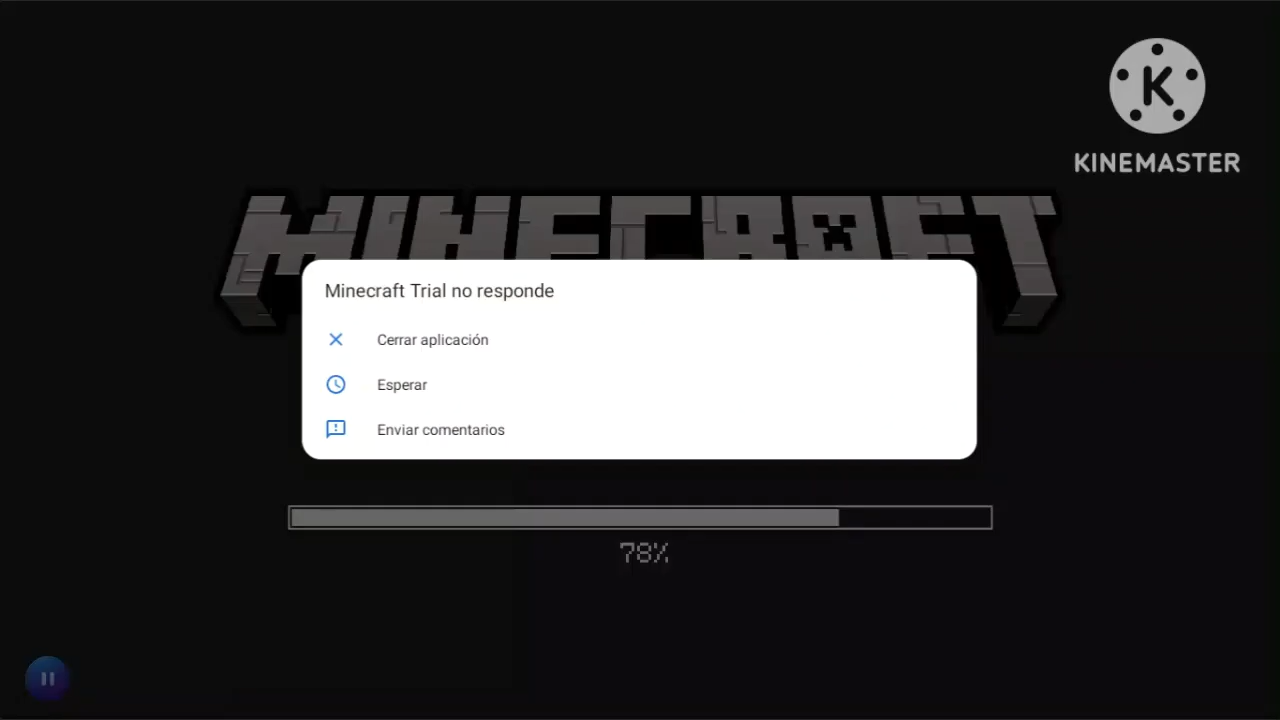 KINEMASTER
MINECRAFT
Minecraft Trial no responde
Cerrar aplicación
Esperar
Enviar comentarios
78%